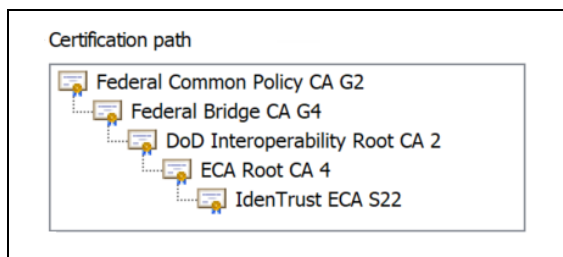 Certification path
Federal Common Policy CA G2
Federal Bridge CA G4
DoD Interoperability Root CA 2
ECA Root CA 4
IdenTrust ECA S22